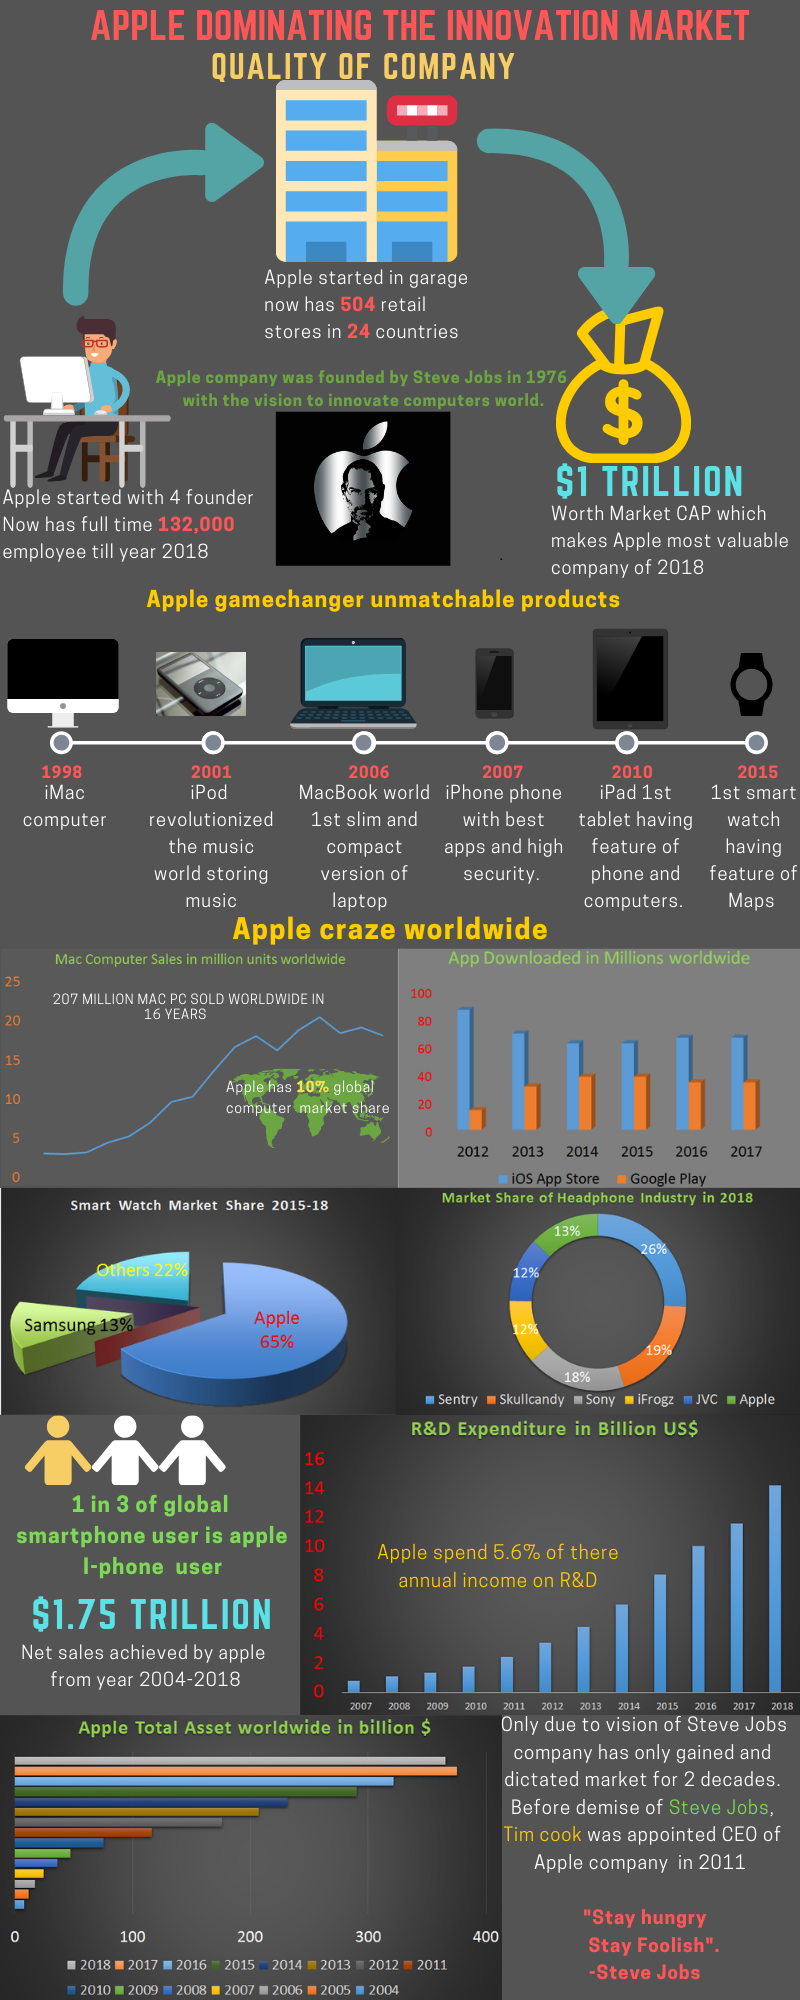 APPLE DOMINATING THE INNOVATION MARKET
QUALITY OF COMPANY
Apple started in garage
now has 504 retail
stores in 24 countries
Apple company was founded by Steve Jobs in 1976
with the vision to innovate computers world.
$
Apple started with 4 founder
Now has full time 132,000
employee till year 2018
$1 TRILLION
Worth Market CAP which
makes Apple most valuable
company of 2018
Apple gamechanger unmatchable products
1998
iMac
computer
2001
iPod
revolutionized
the music
world storing
music
2006
MacBook world
1st slim and
compact
version of
laptop
2007
iPhone phone
with best
apps and high
security.
2010
iPad 1st
tablet having
feature of
phone and
computers.
2015
1st smart
watch
having
feature of
Maps
Apple craze worldwide
Mac Computer Sales in million units worldwide
25
20
15
10
5
0
207 MILLION MAC PC SOLD WORLDWIDE IN
16 YEARS
Apple has 10% global
computer market share
App Downloaded in Millions worldwide
100
80
60
40
20
0
2012 2013 2014 2015 2016 2017
iOS App Store Google Play
Smart Watch Market Share 2015-18
Others 22%
Samsung 13%
Apple
65%
Market Share of Headphone Industry in 2018
13%
26%
12%
12%
19%
18%
Sentry Skullcandy Sony iFrogz JVC Apple
1 in 3 of global
smartphone user is apple
I-phone user
$1.75 TRILLION
Net sales achieved by apple
from year 2004-2018
R&D Expenditure in Billion US$
16
14
12
10
8
6
4
2
0
Apple spend 5.6% of there
annual income on R&D
2007 2008 2009 2010 2011 2012 2013 2014 2015 2016 2017 2018
Apple Total Asset worldwide in billion $
0 100 200 300 400
2018 2017 2016 2015 2014 2013 2012 2011
2010 2009 2008 2007 2006 2005 2004
Only due to vision of Steve Jobs
company has only gained and
dictated market for 2 decades.
Before demise of Steve Jobs,
Tim cook was appointed CEO of
Apple company in 2011
"Stay hungry
Stay Foolish".
-Steve Jobs